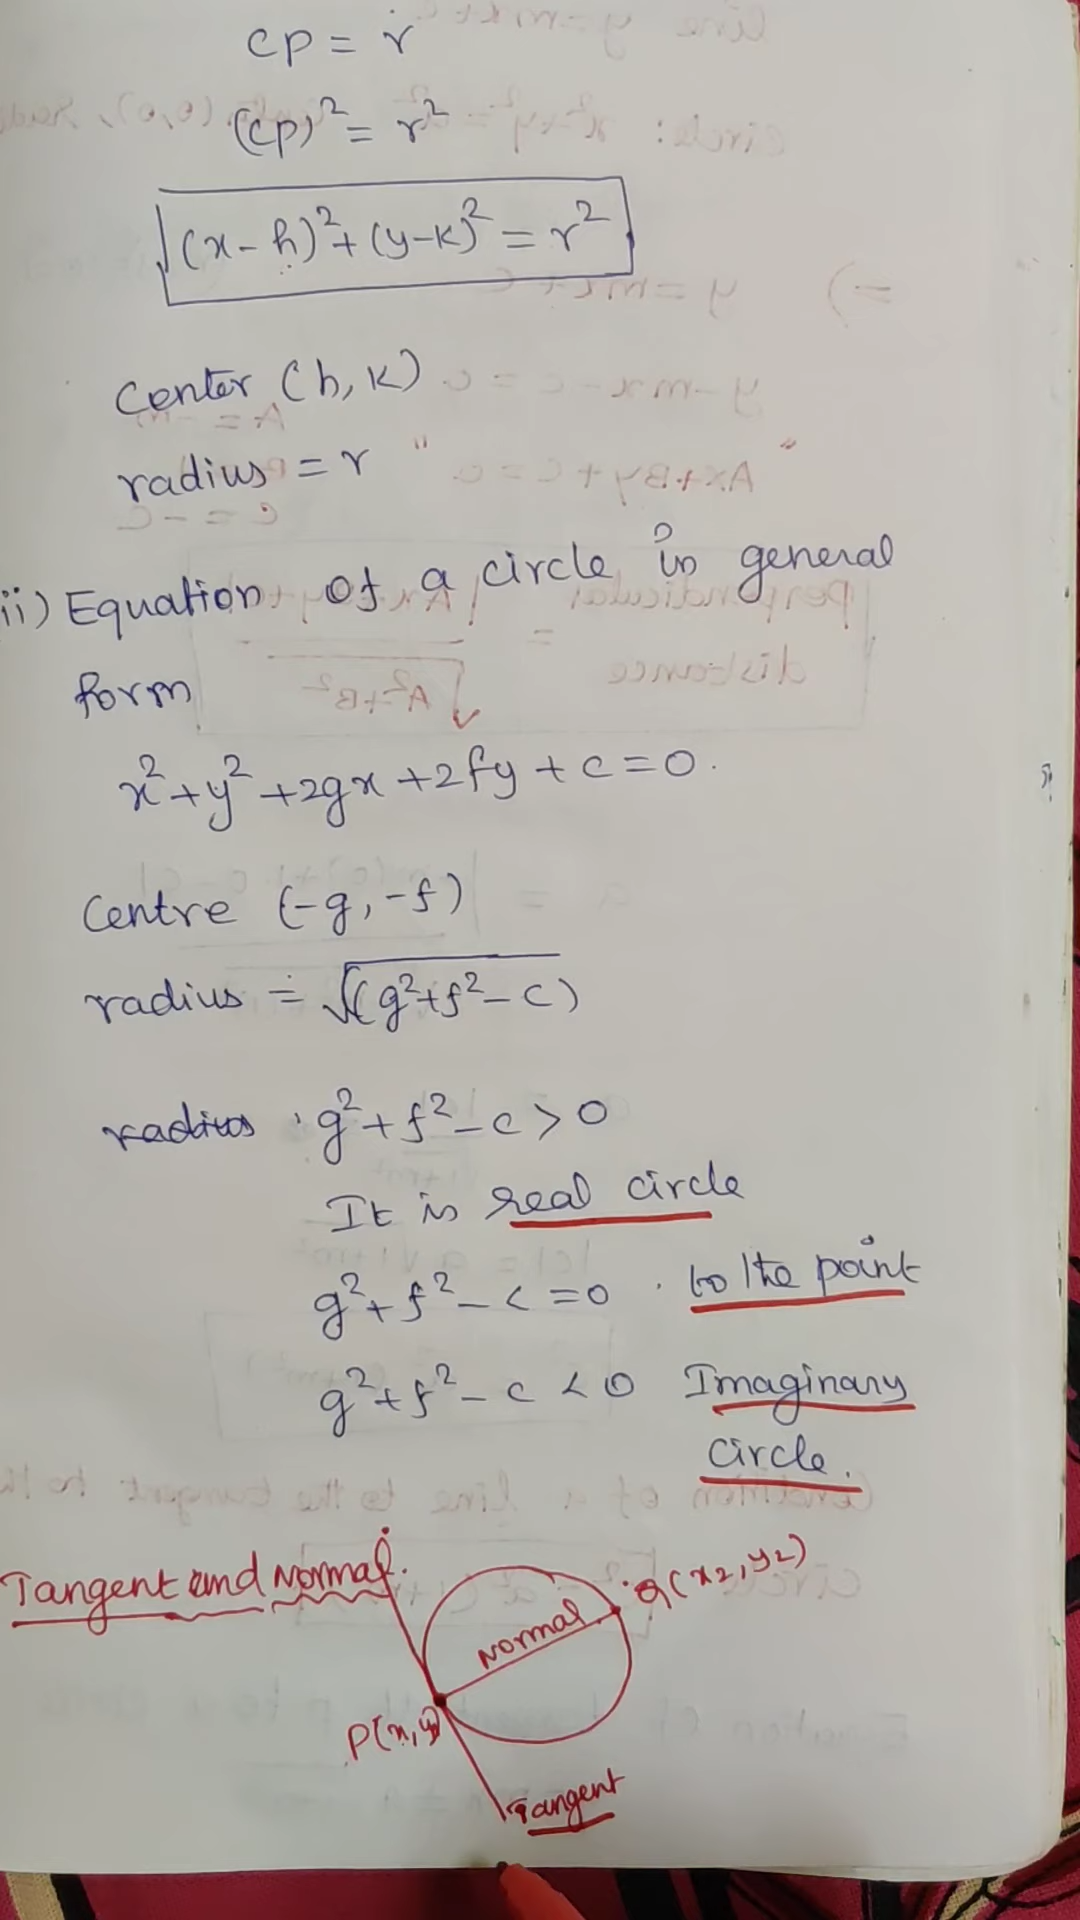 CP = r
(CP)² = r²
(x-h)²+(y-k)² = r²
Center (h, k)
radius = r
ii) Equation of a circle in general
form
x²+y²+2gx+2fy+c=0.
Centre (-g, -f)
radius = √(g²+f²-c)
radius g²+f²-c>0
It is real circle
g²+f²-c=0 to the point
g²+f²-c<0 Imaginary
circle.
Tangent and Normal.
Q(x2, y2)
Normal
P(x, y)
Tangent